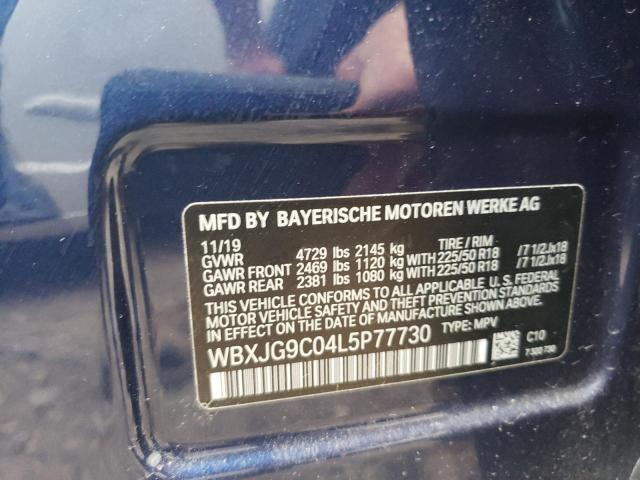 MFD BY BAYERISCHE MOTOREN WERKE AG
11/19 TIRE / RIM
GVWR 4729 lbs 2145 kg
GAWR FRONT 2469 lbs 1120 kg WITH 225/50 R18 /7 1/2Jx18
GAWR REAR 2381 lbs 1080 kg WITH 225/50 R18 /7 1/2Jx18
THIS VEHICLE CONFORMS TO ALL APPLICABLE U.S. FEDERAL
MOTOR VEHICLE SAFETY AND THEFT PREVENTION STANDARDS
IN EFFECT ON THE DATE OF MANUFACTURE SHOWN ABOVE.
WBXJG9C04L5P77730 TYPE: MPV
C10